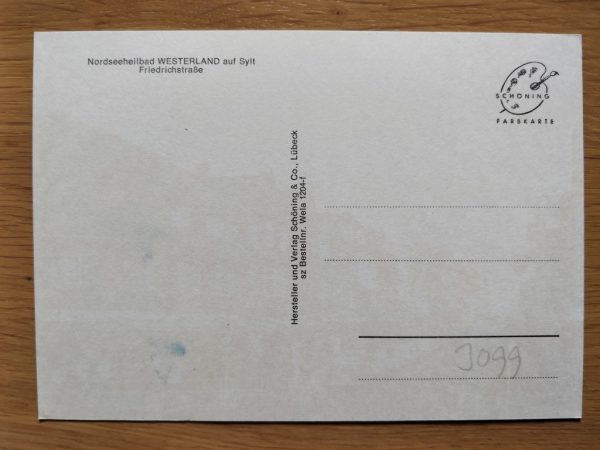 Nordseeheilbad WESTERLAND auf Sylt
Friedrichstraße
SCHÖNING
FARBKARTE
Hersteller und Verlag Schöning & Co., Lübeck
sz Bestellnr. Wela 1204-f
3099